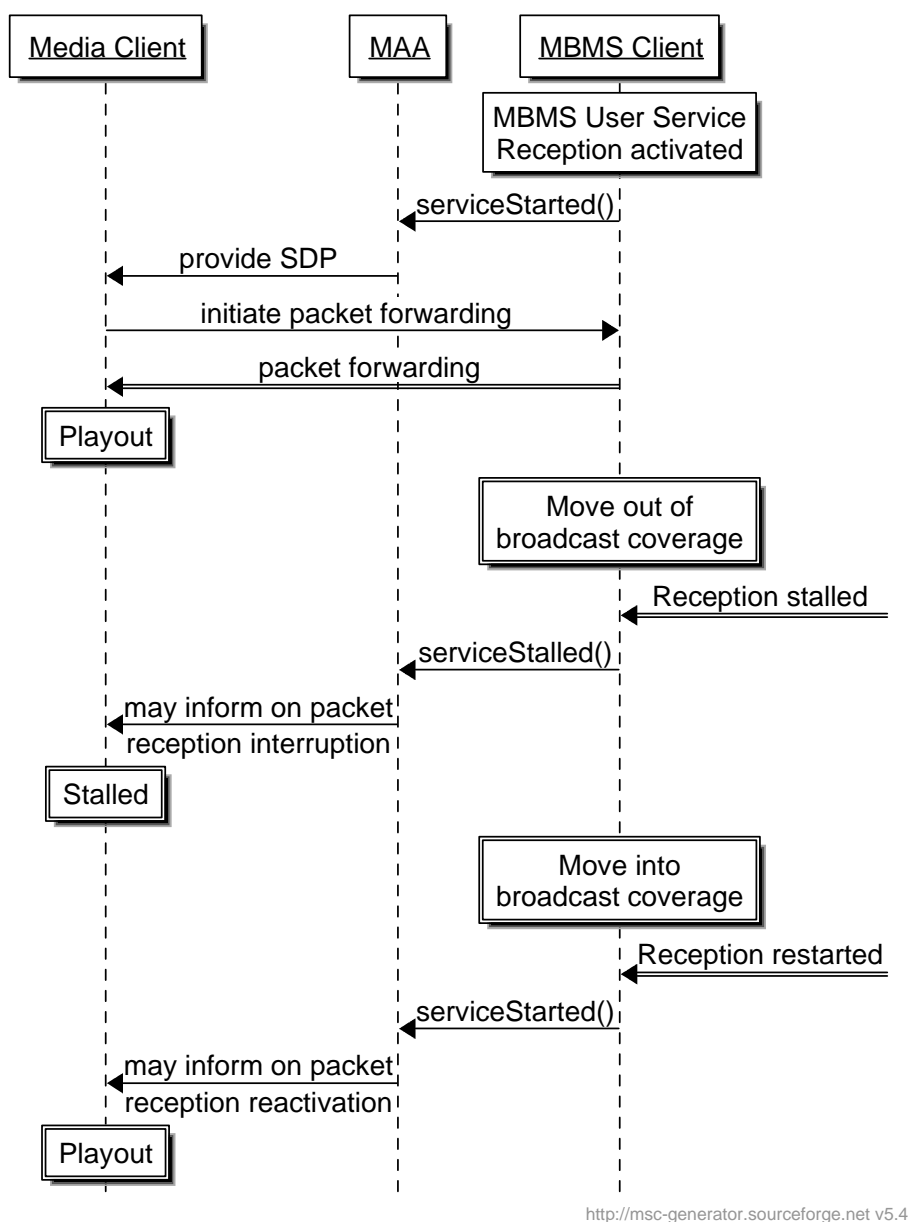 Media Client
MAA
MBMS Client
MBMS User Service
Reception activated
serviceStarted()
provide SDP
initiate packet forwarding
packet forwarding
Playout
Move out of
broadcast coverage
Reception stalled
serviceStalled()
may inform on packet
reception interruption
Stalled
Move into
broadcast coverage
Reception restarted
serviceStarted()
may inform on packet
reception reactivation
Playout
http://msc-generator.sourceforge.net v5.4